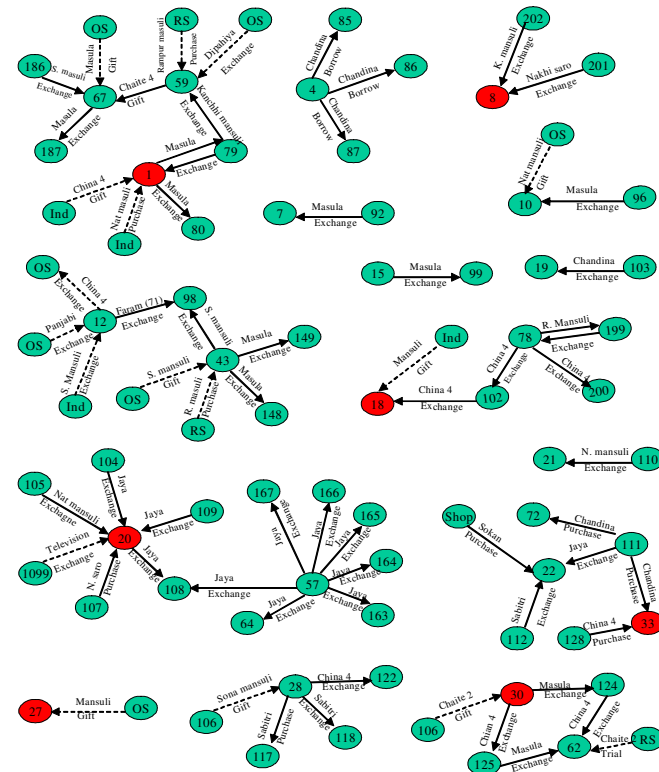 OS
RS
OS
Masula
Gift
Rampur masuli
Purchase
Dipahiya
Exchange
186
S. masuli
Exchange
67
Chaite 4
Gift
59
Masula
Exchange
187
Kanchhi mansuli
Exchange
79
Masula
Exchange
1
China 4
Gift
Ind
Nat masuli
Purchase
Ind
Masula
Exchange
80
85
Chandina
Borrow
4
Chandina
Borrow
86
Chandina
Borrow
87
202
K. mansuli
Exchange
201
Nakhi saro
Exchange
8
OS
Nat mansuli
Gift
10
Masula
Exchange
96
7
Masula
Exchange
92
OS
China 4
Exchange
Panjabi
Exchange
OS
12
S. Mansuli
Exchange
Ind
Faram (71)
Exchange
98
S. mansuli
Exchange
43
Masula
Exchange
149
S. mansuli
Gift
OS
R. masuli
Purchase
RS
Masula
Exchange
148
15
Masula
Exchange
99
19
Chandina
Exchange
103
Ind
Mansuli
Gift
18
China 4
Exchange
102
China 4
Exchange
78
R. Mansuli
Exchange
199
China 4
Exchange
200
21
N. mansuli
Exchange
110
104
Jaya
Exchange
105
Nat mansuli
Exchagne
20
Jaya
Exchange
109
Television
Exchange
1099
N. saro
Purchase
107
Jaya
Exchange
108
Jaya
Exchange
57
167
Jaya
Exchange
166
Jaya
Exchange
165
Jaya
Exchange
164
Jaya
Exchange
163
Jaya
Exchange
64
Jaya
Exchange
Shop
Sokan
Purchase
72
Chandina
Purchase
111
Jaya
Exchange
22
Sabitri
Exchange
112
Chandina
Purchase
33
China 4
Purchase
128
27
Mansuli
Gift
OS
106
Sona mansuli
Gift
28
China 4
Exchange
122
Sabitri
Purchase
117
Sabitri
Exchange
118
106
Chaite 2
Gift
30
Masula
Exchange
124
Chian 4
Exchange
125
Masula
Exchange
62
China 4
Exchange
Chaite 2
Trial
RS